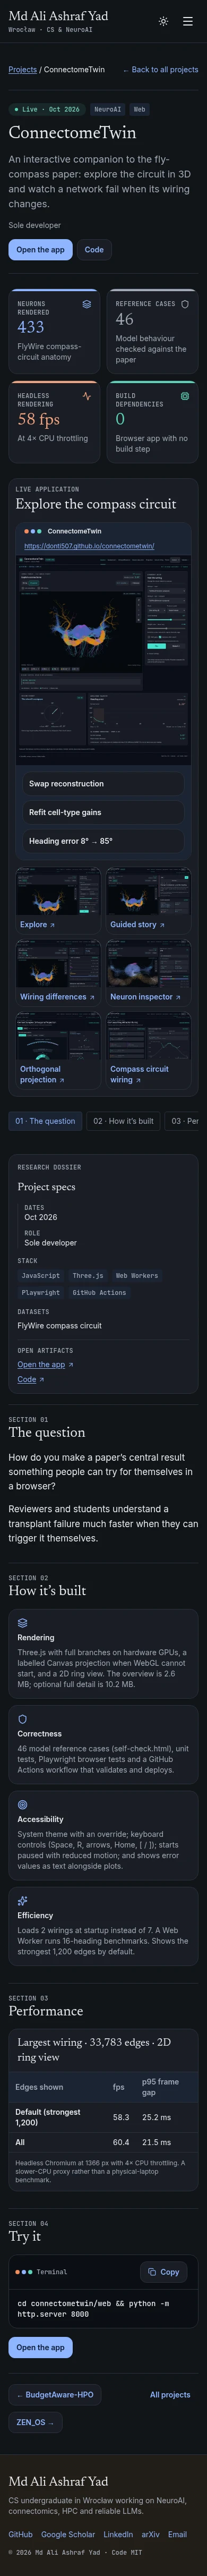 Md Ali Ashraf Zyad
Wrocław · CS & NeuroAI
Projects / ConnectomeTwin
← Back to all projects
Live · Oct 2026
NeuroAI
Web
ConnectomeTwin
An interactive companion to the fly-
compass paper: explore the circuit in 3D
and watch a network fail when its wiring
changes.
Sole developer
Open the app
Code
NEURONS
RENDERED
433
FlyWire compass-
circuit anatomy
REFERENCE CASES
46
Model behaviour
checked against the
paper
HEADLESS
RENDERING
58 fps
At 4× CPU throttling
BUILD
DEPENDENCIES
0
Browser app with no
build step
LIVE APPLICATION
Explore the compass circuit
ConnectomeTwin
https://donti507.github.io/connectometwin/
Swap reconstruction
Refit cell-type gains
Heading error 8° → 85°
Explore ↗
Guided story ↗
Wiring differences ↗
Neuron inspector ↗
Orthogonal
projection ↗
Compass circuit
wiring ↗
01 · The question
02 · How it's built
03 · Per
RESEARCH DOSSIER
Project specs
DATES
Oct 2026
ROLE
Sole developer
STACK
JavaScript
Three.js
Web Workers
Playwright
GitHub Actions
DATASETS
FlyWire compass circuit
OPEN ARTIFACTS
Open the app ↗
Code ↗
SECTION 01
The question
How do you make a paper's central result
something people can try for themselves in
a browser?
Reviewers and students understand a
transplant failure much faster when they can
trigger it themselves.
SECTION 02
How it's built
Rendering
Three.js with full branches on hardware GPUs, a
labelled Canvas projection when WebGL cannot
start, and a 2D ring view. The overview is 2.6
MB; optional full detail is 10.2 MB.
Correctness
46 model reference cases (self-check.html), unit
tests, Playwright browser tests and a GitHub
Actions workflow that validates and deploys.
Accessibility
System theme with an override; keyboard
controls (Space, R, arrows, Home, [ / ]); starts
paused with reduced motion; and shows error
values as text alongside plots.
Efficiency
Loads 2 wirings at startup instead of 7. A Web
Worker runs 16-heading benchmarks. Shows the
strongest 1,200 edges by default.
SECTION 03
Performance
Largest wiring · 33,783 edges · 2D
ring view
Edges shown
fps
p95 frame
gap
Default (strongest
1,200)
58.3
25.2 ms
All
60.4
21.5 ms
Headless Chromium at 1366 px with 4× CPU throttling. A
slower-CPU proxy rather than a physical-laptop
benchmark.
SECTION 04
Try it
Terminal
Copy
cd connectometwin/web && python -m
http.server 8000
Open the app
← BudgetAware-HPO
All projects
ZEN_OS →
Md Ali Ashraf Zyad
CS undergraduate in Wrocław working on NeuroAI,
connectomics, HPC and reliable LLMs.
GitHub
Google Scholar
LinkedIn
arXiv
Email
© 2026 Md Ali Ashraf Zyad · Code MIT